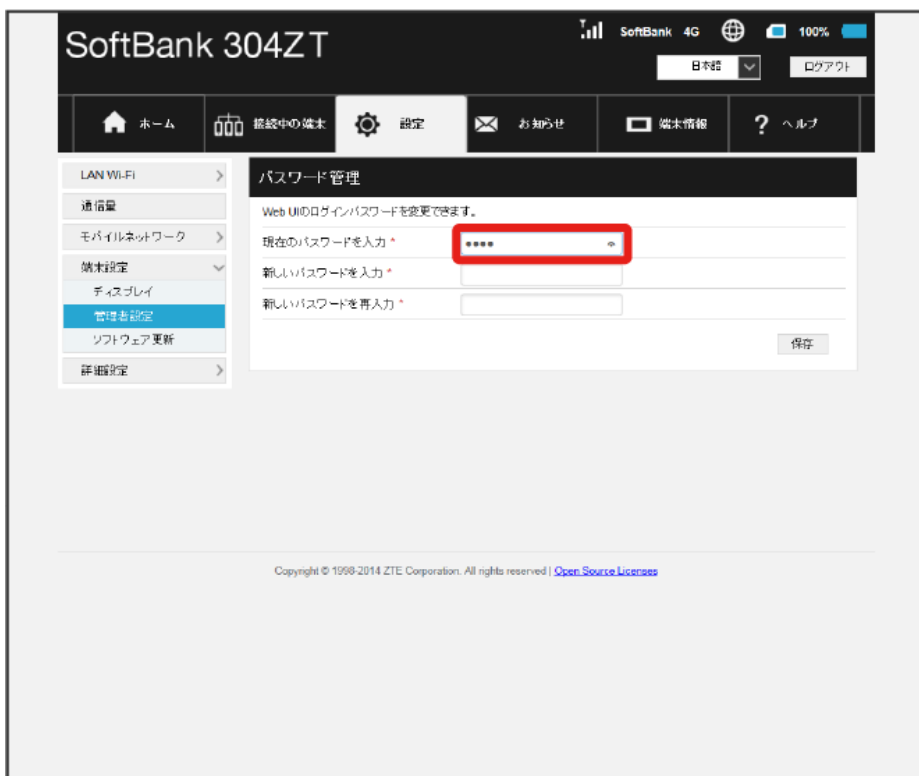 SoftBank 304ZT
SoftBank 4G 100%
日本語 ログアウト
ホーム 接続中の端末 設定 お知らせ 端末情報 ? ヘルプ
LAN Wi-Fi
通信量
モバイルネットワーク
端末設定
ディスプレイ
管理者設定
ソフトウェア更新
詳細設定
パスワード管理
Web UIのログインパスワードを変更できます。
現在のパスワードを入力 * ●●●●
新しいパスワードを入力 *
新しいパスワードを再入力 *
保存
Copyright © 1998-2014 ZTE Corporation. All rights reserved | Open Source Licenses